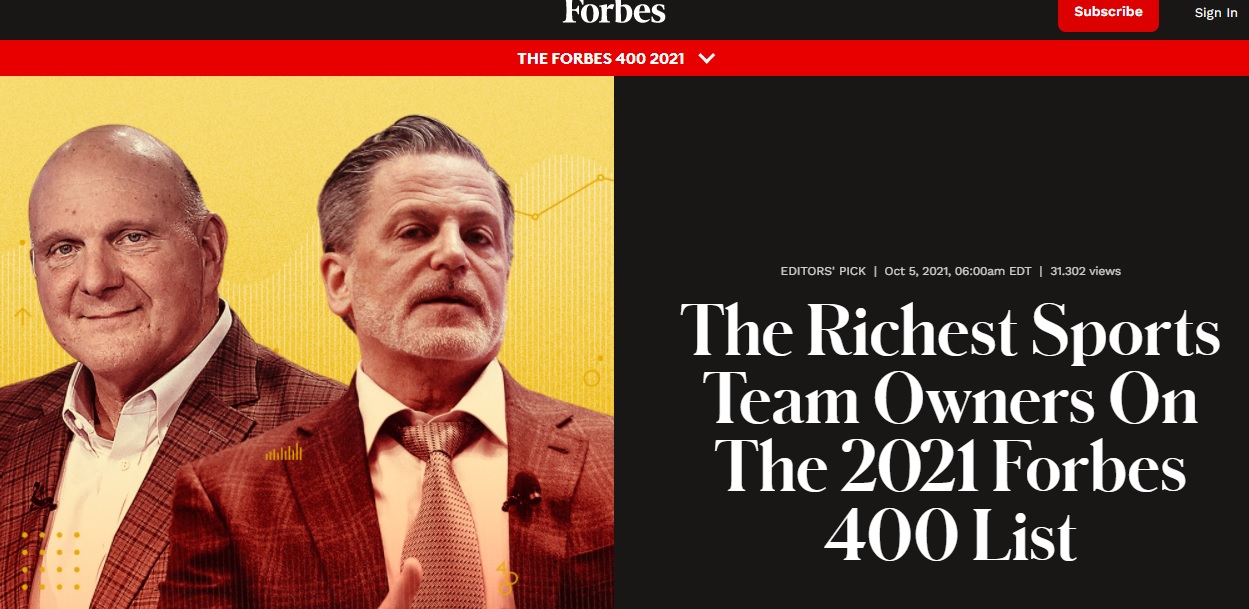 Forbes
Subscribe
Sign In
THE FORBES 400 2021
EDITORS' PICK | Oct 5, 2021, 06:00am EDT | 31.302 views
The Richest Sports
Team Owners On
The 2021 Forbes
400 List